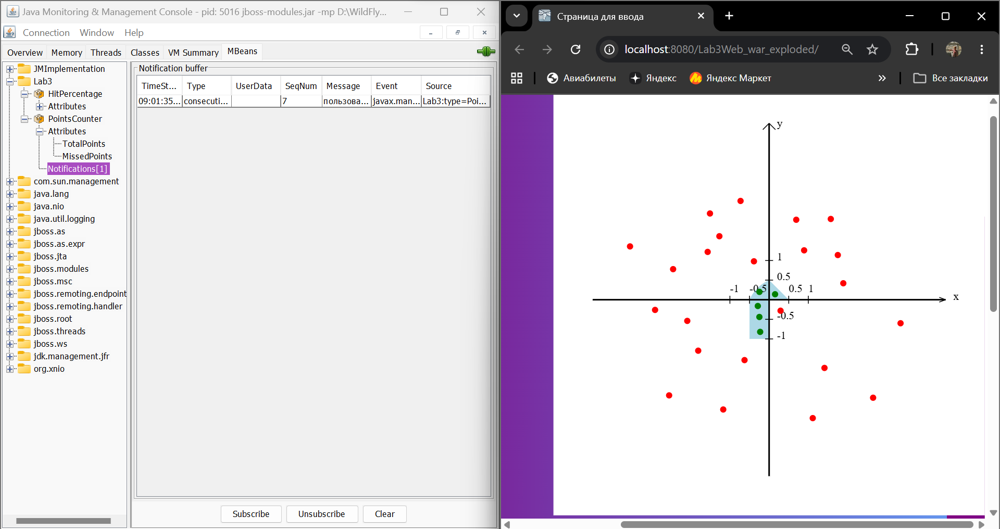 Java Monitoring & Management Console - pid: 5016 jboss-modules.jar -mp D:\WildFly...
Connection Window Help
Overview Memory Threads Classes VM Summary MBeans
JMImplementation
Lab3
HitPercentage
Attributes
PointsCounter
Attributes
TotalPoints
MissedPoints
Notifications[1]
com.sun.management
java.lang
java.nio
java.util.logging
jboss.as
jboss.as.expr
jboss.jta
jboss.modules
jboss.msc
jboss.remoting.endpoint
jboss.remoting.handler
jboss.root
jboss.threads
jboss.ws
jdk.management.jfr
org.xnio
Notification buffer
TimeSt... Type UserData SeqNum Message Event Source
09:01:35... consecuti... 7 пользова... javax.man... Lab3:type=Poi...
Subscribe Unsubscribe Clear
Страница для ввода
localhost:8080/Lab3Web_war_exploded/
Авиабилеты Яндекс Яндекс Маркет » Все закладки
y
1
0.5
-1 -0.5 0.5 1
x
-0.5
-1